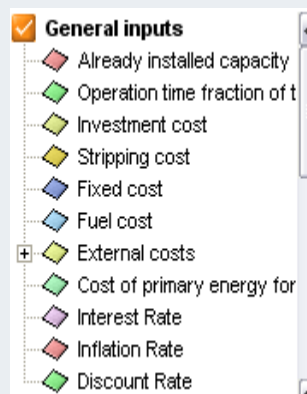 General inputs
Already installed capacity
Operation time fraction of t
Investment cost
Stripping cost
Fixed cost
Fuel cost
External costs
Cost of primary energy for
Interest Rate
Inflation Rate
Discount Rate